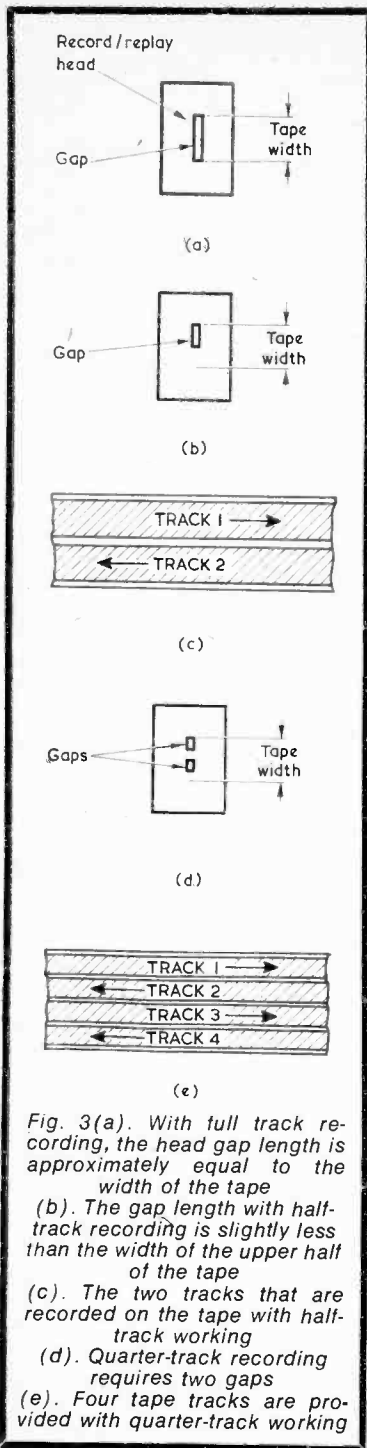 Record/replay
head
Gap
Tape
width
(a)
Gap
Tape
width
(b)
TRACK 1
TRACK 2
(c)
Gaps
Tape
width
(d)
TRACK 1
TRACK 2
TRACK 3
TRACK 4
(e)
Fig. 3(a). With full track re-
cording, the head gap length is
approximately equal to the
width of the tape
(b). The gap length with half-
track recording is slightly less
than the width of the upper half
of the tape
(c). The two tracks that are
recorded on the tape with half-
track working
(d). Quarter-track recording
requires two gaps
(e). Four tape tracks are pro-
vided with quarter-track working